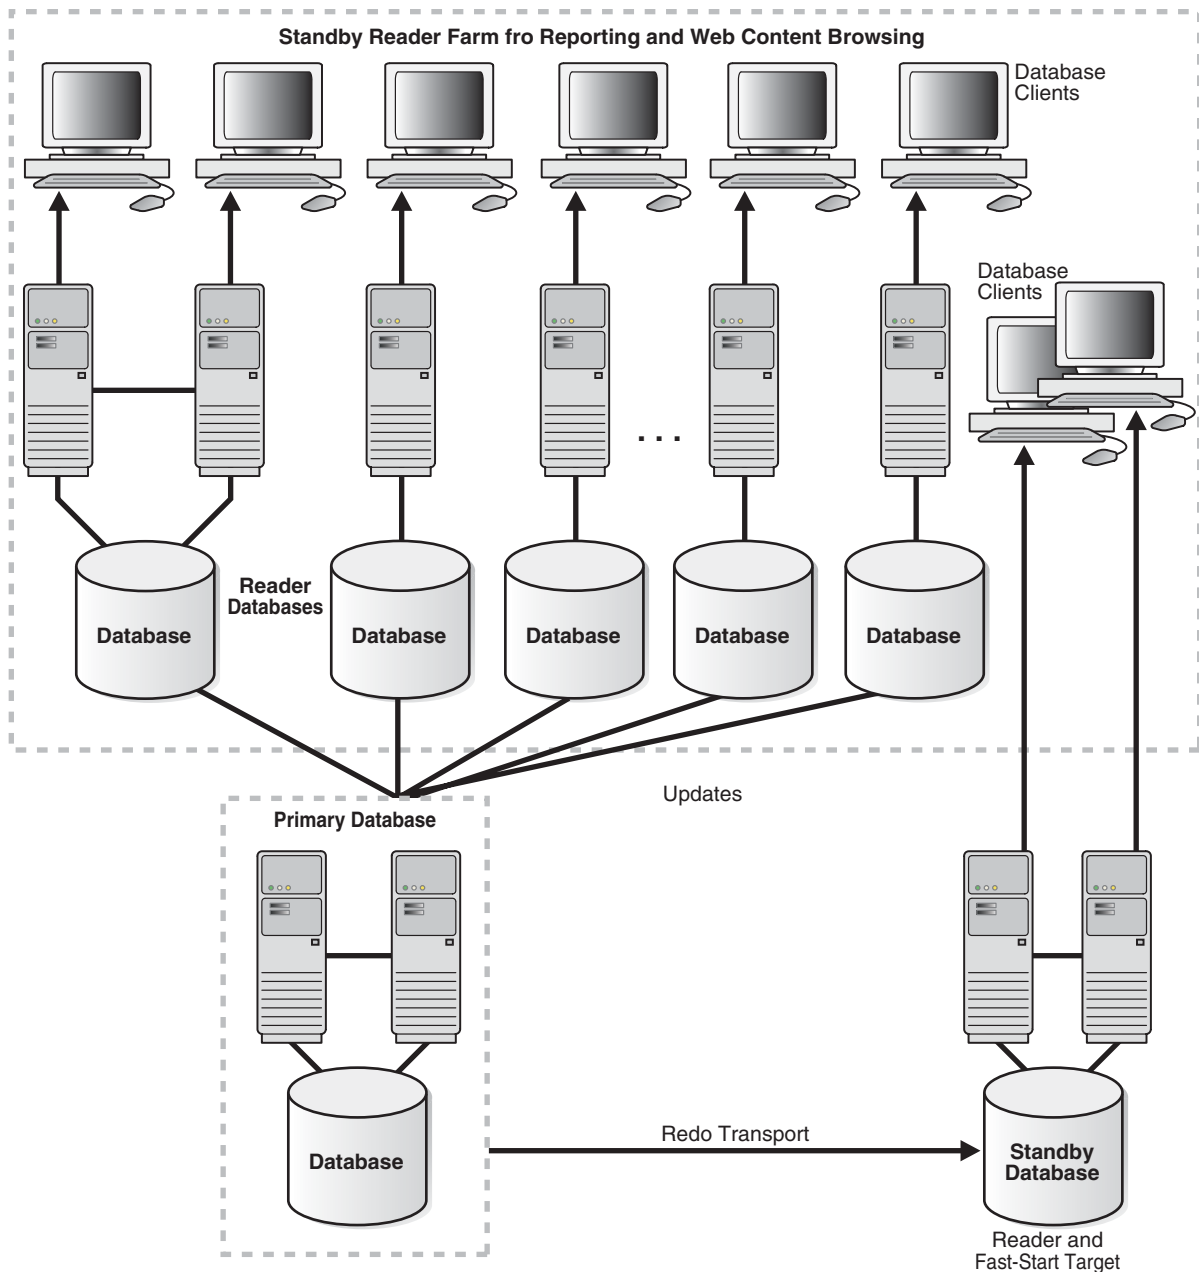 Standby Reader Farm fro Reporting and Web Content Browsing
Database
Clients
Database
Clients
. . .
Reader
Databases
Database
Database
Database
Database
Database
Updates
Primary Database
Database
Redo Transport
Standby
Database
Reader and
Fast-Start Target